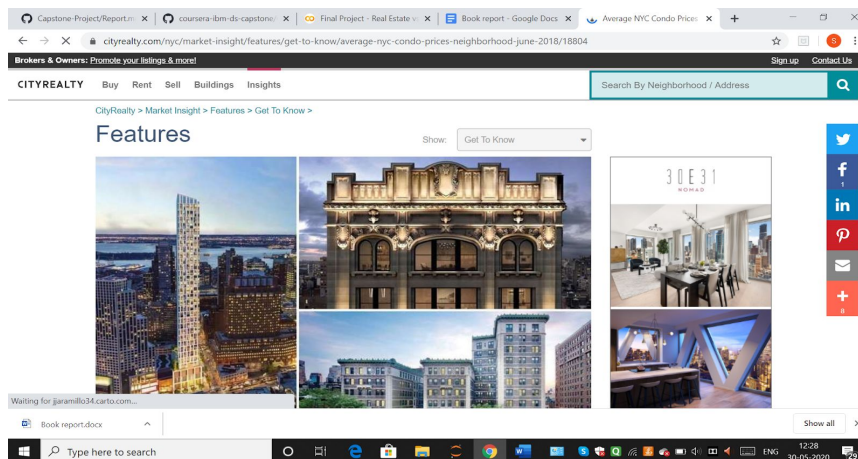 Capstone-Project/Report.m
coursera-ibm-ds-capstone/
Final Project - Real Estate v
Book report - Google Docs
Average NYC Condo Prices
cityrealty.com/nyc/market-insight/features/get-to-know/average-nyc-condo-prices-neighborhood-june-2018/18804
S
Brokers & Owners: Promote your listings & more!
Sign up Contact Us
CITYREALTY Buy Rent Sell Buildings Insights
Search By Neighborhood / Address
CityRealty > Market Insight > Features > Get To Know >
Features
Show: Get To Know
30E31
NOMAD
1
8
Waiting for jjaramillo34.carto.com...
Book report.docx
Show all
Type here to search
ENG
12:28
30-05-2020
29